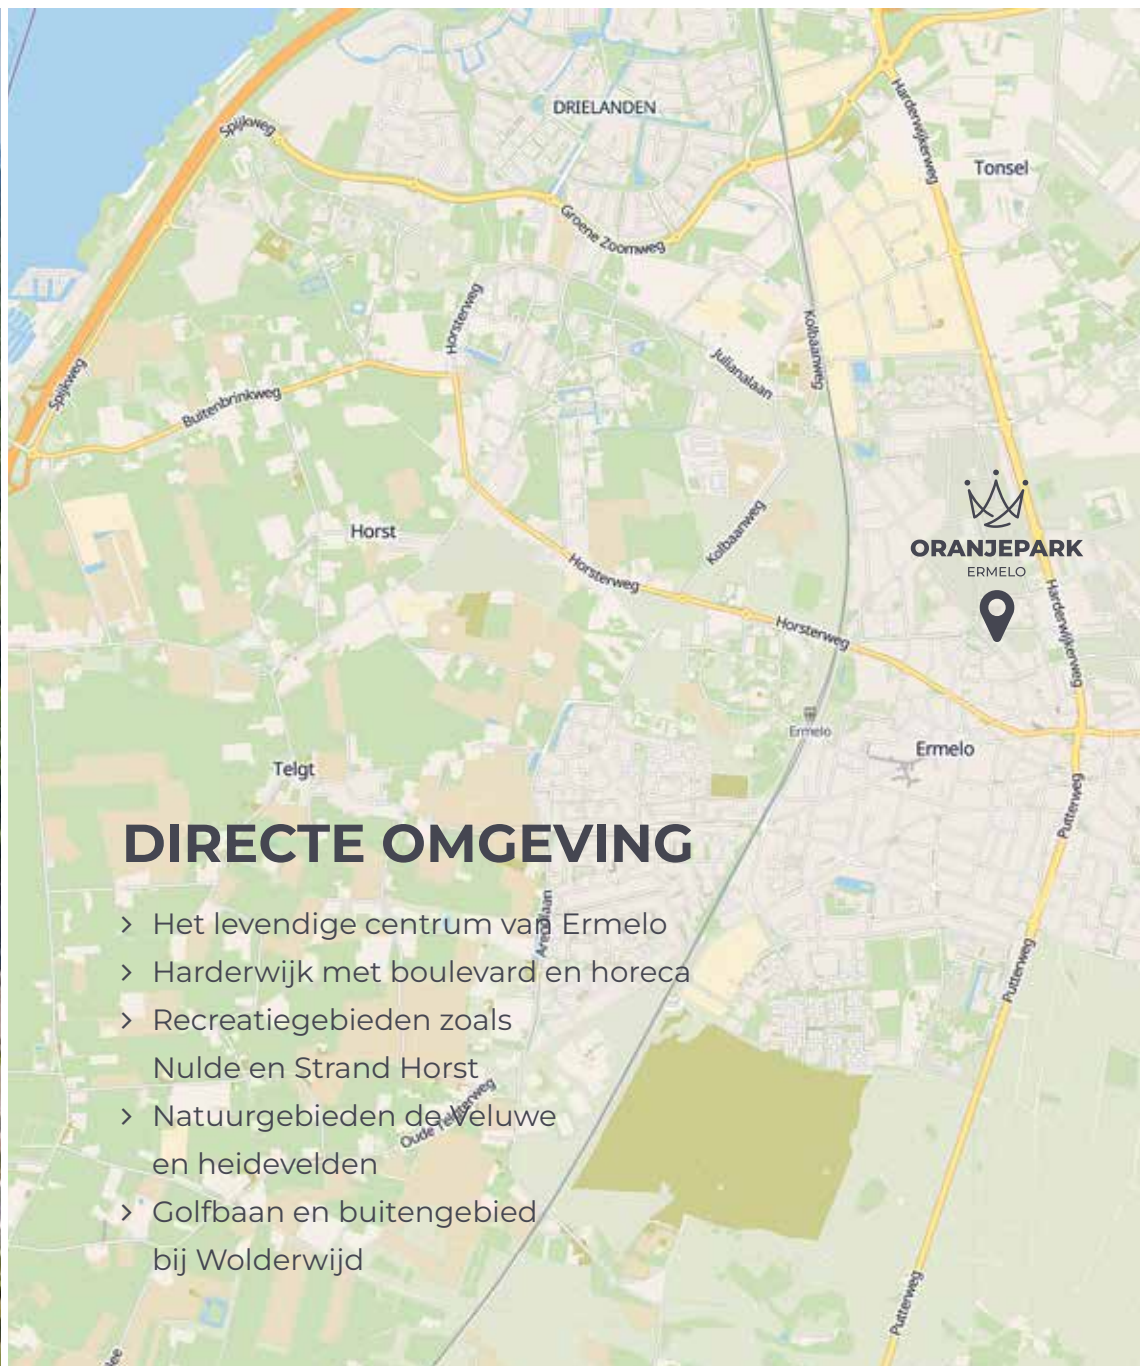 DRIELANDEN
Spijkweg
Harderwijkerweg
Tonsel
Groene Zoomweg
Horsterweg
Kolbaanweg
Julianalaan
Spijkweg
Buitenbrinkweg
Horst
Kolbaanweg
ORANJEPARK
ERMELO
Horsterweg
Harderwijkerweg
Horsterweg
Ermelo
Ermelo
Telgt
Putterweg
DIRECTE OMGEVING
Arendlaan
> Het levendige centrum van Ermelo
> Harderwijk met boulevard en horeca
Putterweg
> Recreatiegebieden zoals
Nulde en Strand Horst
> Natuurgebieden de Veluwe
en heidevelden
> Golfbaan en buitengebied
bij Wolderwijd
Putterweg